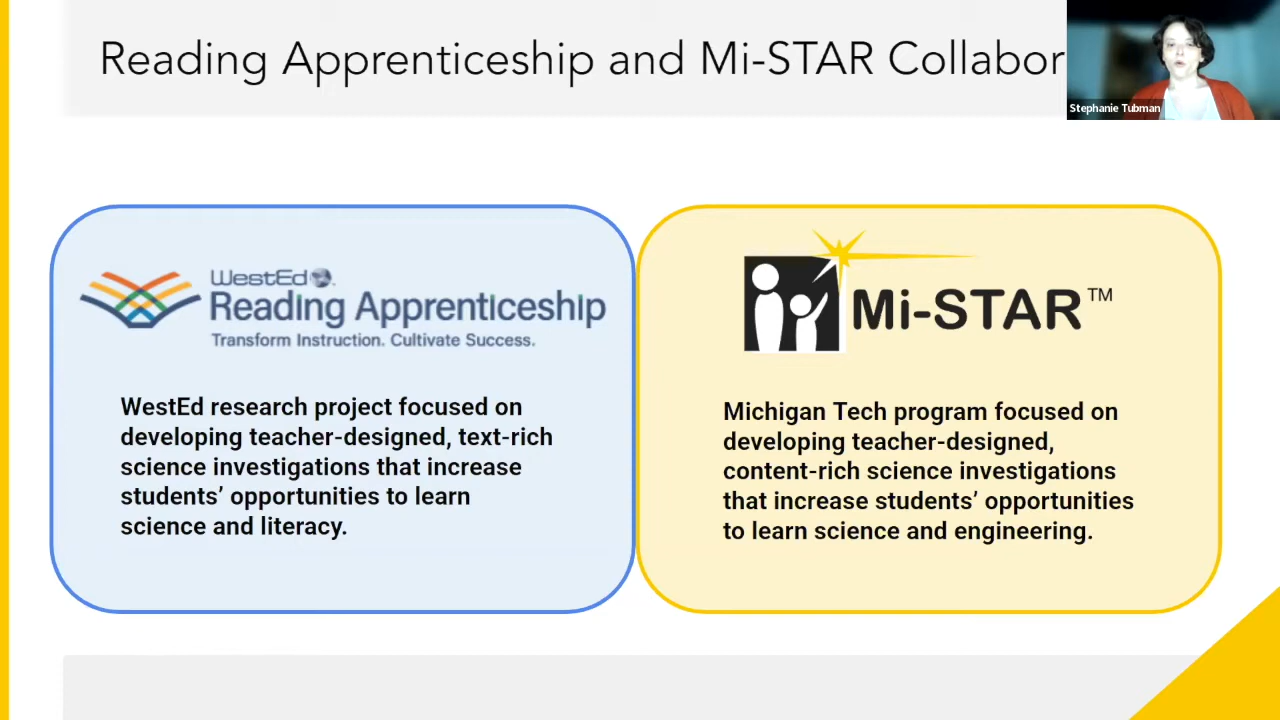 Reading Apprenticeship and Mi-STAR Collabor
Stephanie Tubman
WestEd
Reading Apprenticeship
Transform Instruction. Cultivate Success.
WestEd research project focused on
developing teacher-designed, text-rich
science investigations that increase
students’ opportunities to learn
science and literacy.
Mi-STAR™
Michigan Tech program focused on
developing teacher-designed,
content-rich science investigations
that increase students’ opportunities
to learn science and engineering.